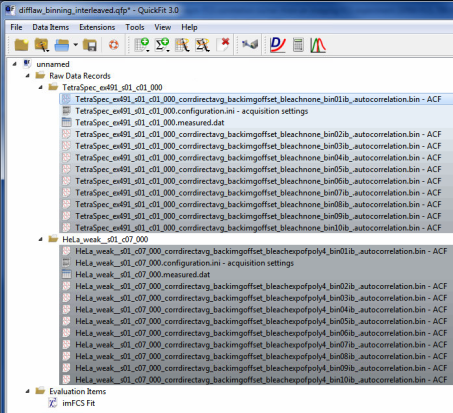 difflaw_binning_interleaved.qfp* - QuickFit 3.0
File Data Items Extensions Tools View Help
unnamed
Raw Data Records
TetraSpec_ex491_s01_c01_000
TetraSpec_ex491_s01_c01_000_corrdirectavg_backimgoffset_bleachnone_bin01ib_.autocorrelation.bin - ACF
TetraSpec_ex491_s01_c01_000.configuration.ini - acquisition settings
TetraSpec_ex491_s01_c01_000.measured.dat
TetraSpec_ex491_s01_c01_000_corrdirectavg_backimgoffset_bleachnone_bin02ib_.autocorrelation.bin - ACF
TetraSpec_ex491_s01_c01_000_corrdirectavg_backimgoffset_bleachnone_bin03ib_.autocorrelation.bin - ACF
TetraSpec_ex491_s01_c01_000_corrdirectavg_backimgoffset_bleachnone_bin04ib_.autocorrelation.bin - ACF
TetraSpec_ex491_s01_c01_000_corrdirectavg_backimgoffset_bleachnone_bin05ib_.autocorrelation.bin - ACF
TetraSpec_ex491_s01_c01_000_corrdirectavg_backimgoffset_bleachnone_bin06ib_.autocorrelation.bin - ACF
TetraSpec_ex491_s01_c01_000_corrdirectavg_backimgoffset_bleachnone_bin07ib_.autocorrelation.bin - ACF
TetraSpec_ex491_s01_c01_000_corrdirectavg_backimgoffset_bleachnone_bin08ib_.autocorrelation.bin - ACF
TetraSpec_ex491_s01_c01_000_corrdirectavg_backimgoffset_bleachnone_bin09ib_.autocorrelation.bin - ACF
TetraSpec_ex491_s01_c01_000_corrdirectavg_backimgoffset_bleachnone_bin10ib_.autocorrelation.bin - ACF
HeLa_weak__s01_c07_000
HeLa_weak__s01_c07_000_corrdirectavg_backimgoffset_bleachexpofpoly4_bin01ib_.autocorrelation.bin - ACF
HeLa_weak__s01_c07_000.configuration.ini - acquisition settings
HeLa_weak__s01_c07_000.measured.dat
HeLa_weak__s01_c07_000_corrdirectavg_backimgoffset_bleachexpofpoly4_bin02ib_.autocorrelation.bin - ACF
HeLa_weak__s01_c07_000_corrdirectavg_backimgoffset_bleachexpofpoly4_bin03ib_.autocorrelation.bin - ACF
HeLa_weak__s01_c07_000_corrdirectavg_backimgoffset_bleachexpofpoly4_bin04ib_.autocorrelation.bin - ACF
HeLa_weak__s01_c07_000_corrdirectavg_backimgoffset_bleachexpofpoly4_bin05ib_.autocorrelation.bin - ACF
HeLa_weak__s01_c07_000_corrdirectavg_backimgoffset_bleachexpofpoly4_bin06ib_.autocorrelation.bin - ACF
HeLa_weak__s01_c07_000_corrdirectavg_backimgoffset_bleachexpofpoly4_bin07ib_.autocorrelation.bin - ACF
HeLa_weak__s01_c07_000_corrdirectavg_backimgoffset_bleachexpofpoly4_bin08ib_.autocorrelation.bin - ACF
HeLa_weak__s01_c07_000_corrdirectavg_backimgoffset_bleachexpofpoly4_bin09ib_.autocorrelation.bin - ACF
HeLa_weak__s01_c07_000_corrdirectavg_backimgoffset_bleachexpofpoly4_bin10ib_.autocorrelation.bin - ACF
Evaluation Items
imFCS Fit